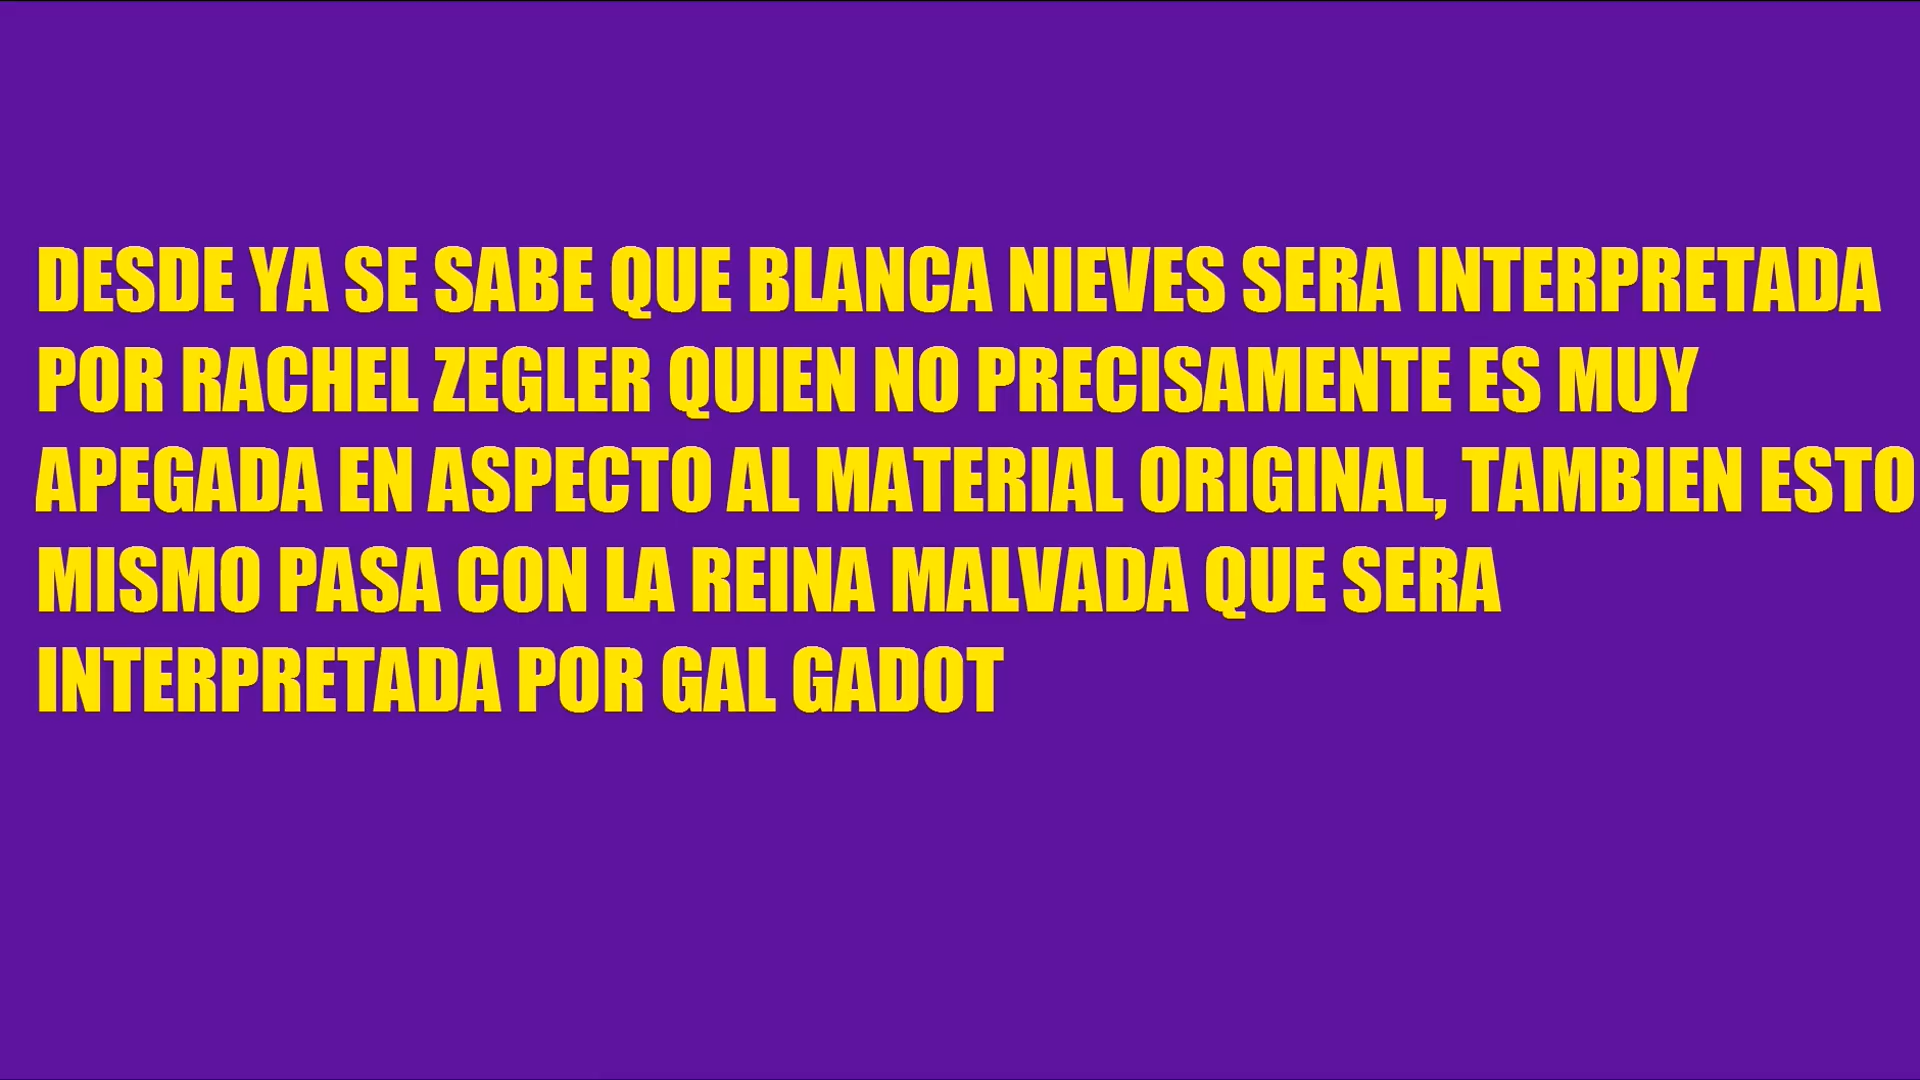 DESDE YA SE SABE QUE BLANCA NIEVES SERA INTERPRETADA
POR RACHEL ZEGLER QUIEN NO PRECISAMENTE ES MUY
APEGADA EN ASPECTO AL MATERIAL ORIGINAL, TAMBIEN ESTO
MISMO PASA CON LA REINA MALVADA QUE SERA
INTERPRETADA POR GAL GADOT